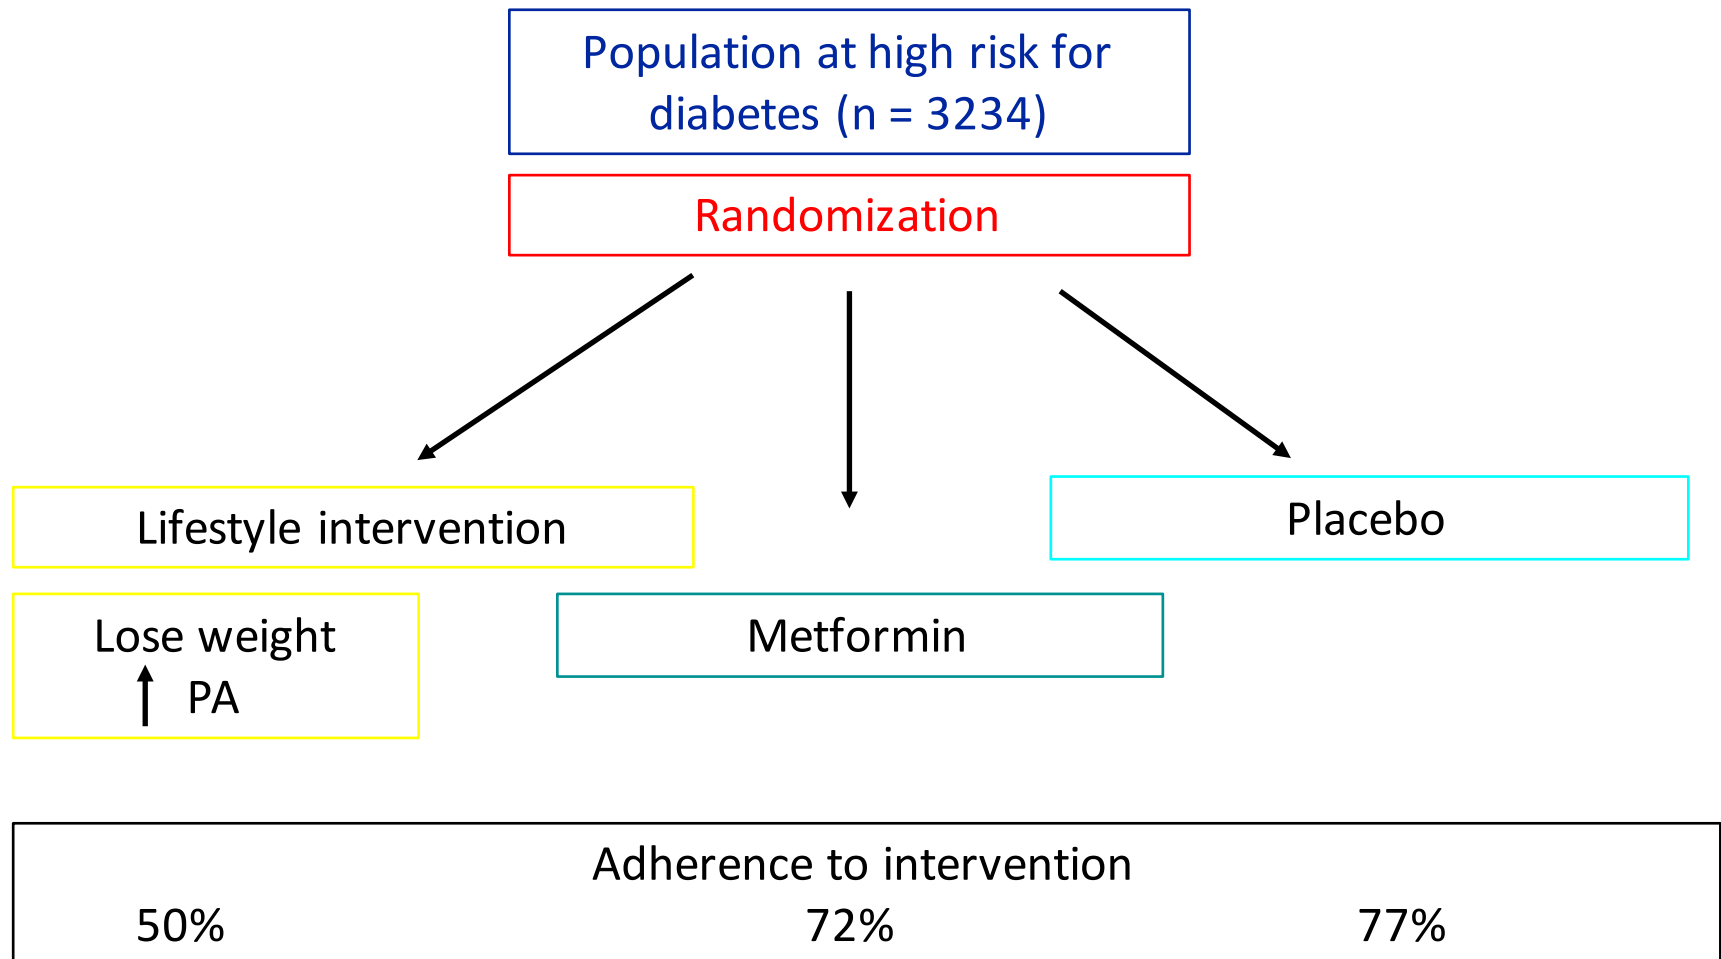 Population at high risk for
diabetes (n = 3234)
Randomization
Lifestyle intervention
Placebo
Lose weight
PA
Metformin
Adherence to intervention
50% 72% 77%